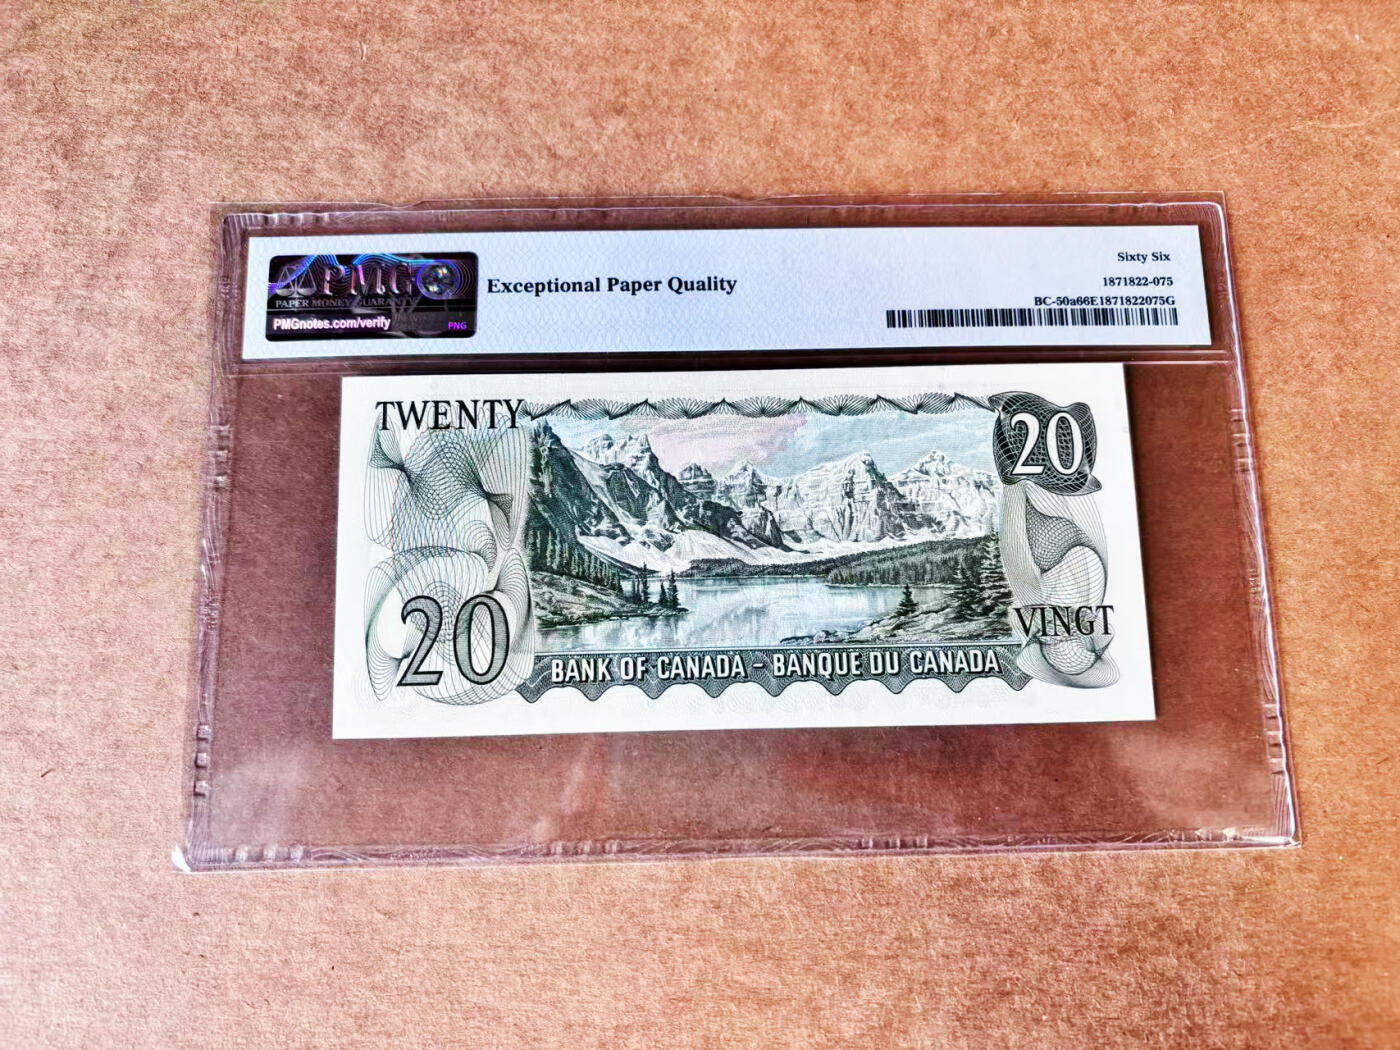 PMG
PAPER MONEY GUARANTY
PMGnotes.com/verify
PNG
Exceptional Paper Quality
Sixty Six
1871822-075
BC-50a66E1871822075G
TWENTY
20
20
VINGT
BANK OF CANADA - BANQUE DU CANADA